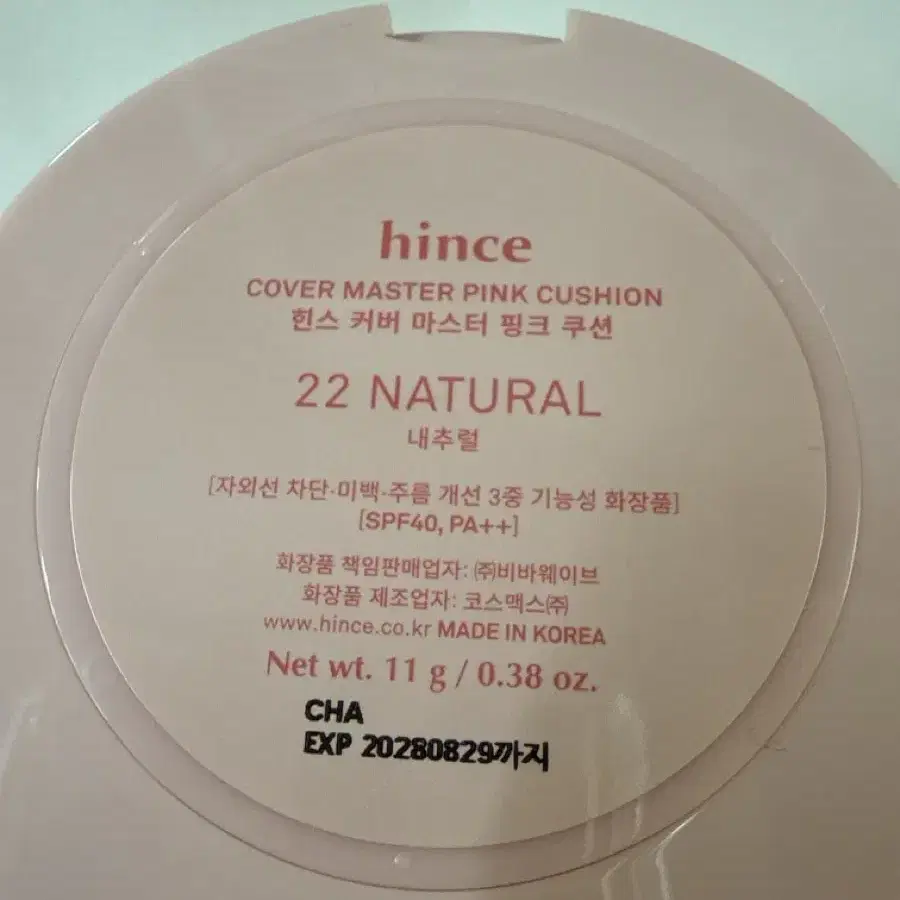 hince
COVER MASTER PINK CUSHION
힌스 커버 마스터 핑크 쿠션
22 NATURAL
내추럴
[자외선 차단·미백·주름 개선 3중 기능성 화장품]
[SPF40, PA++]
화장품 책임판매업자: ㈜비바웨이브
화장품 제조업자: 코스맥스㈜
www.hince.co.kr MADE IN KOREA
Net wt. 11 g / 0.38 oz.
CHA
EXP 20280829까지